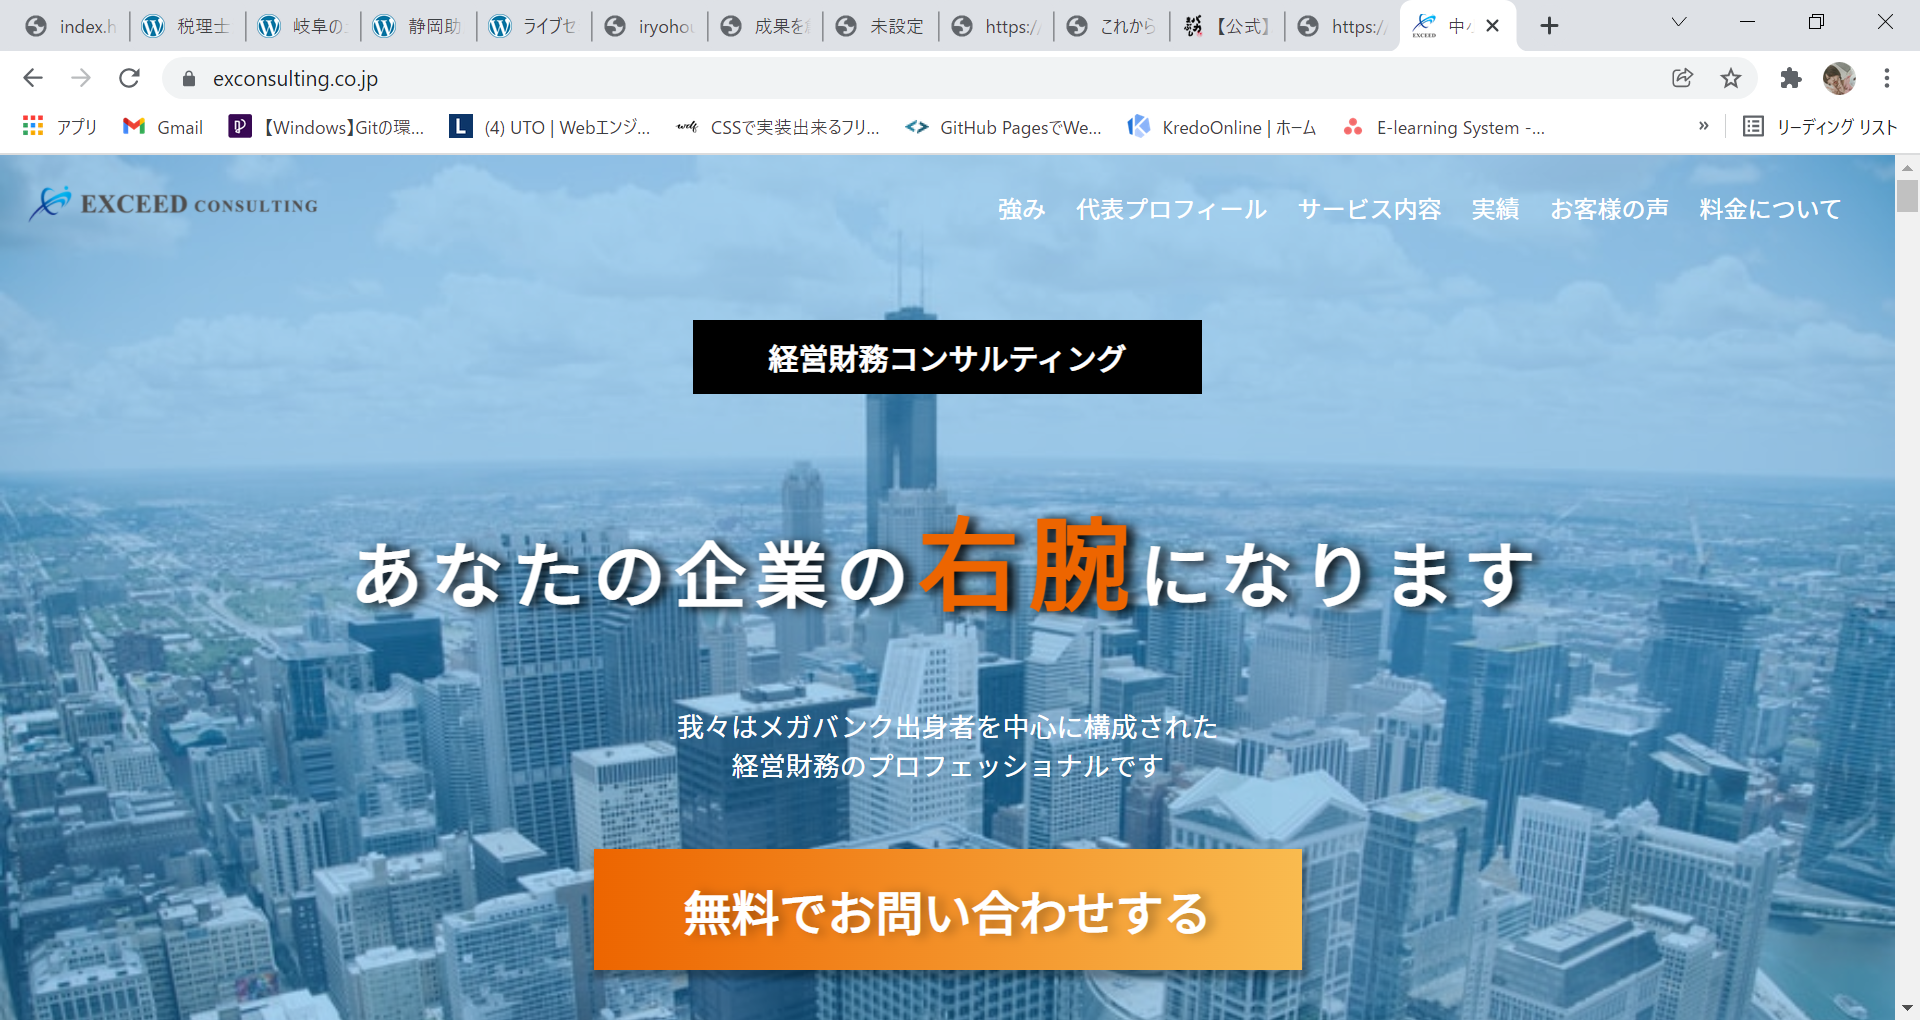 index.h
税理士
岐阜の
静岡助
ライブセ
iryohou
成果を
未設定
https:/
これから
【公式】
https:/
中小
exconsulting.co.jp
アプリ
Gmail
【Windows】Gitの環...
(4) UTO | Webエンジ...
CSSで実装出来るフリ...
GitHub PagesでWe...
KredoOnline | ホーム
E-learning System -...
»
リーディング リスト
EXCEED CONSULTING
強み
代表プロフィール
サービス内容
実績
お客様の声
料金について
経営財務コンサルティング
あなたの企業の右腕になります
我々はメガバンク出身者を中心に構成された
経営財務のプロフェッショナルです
無料でお問い合わせする